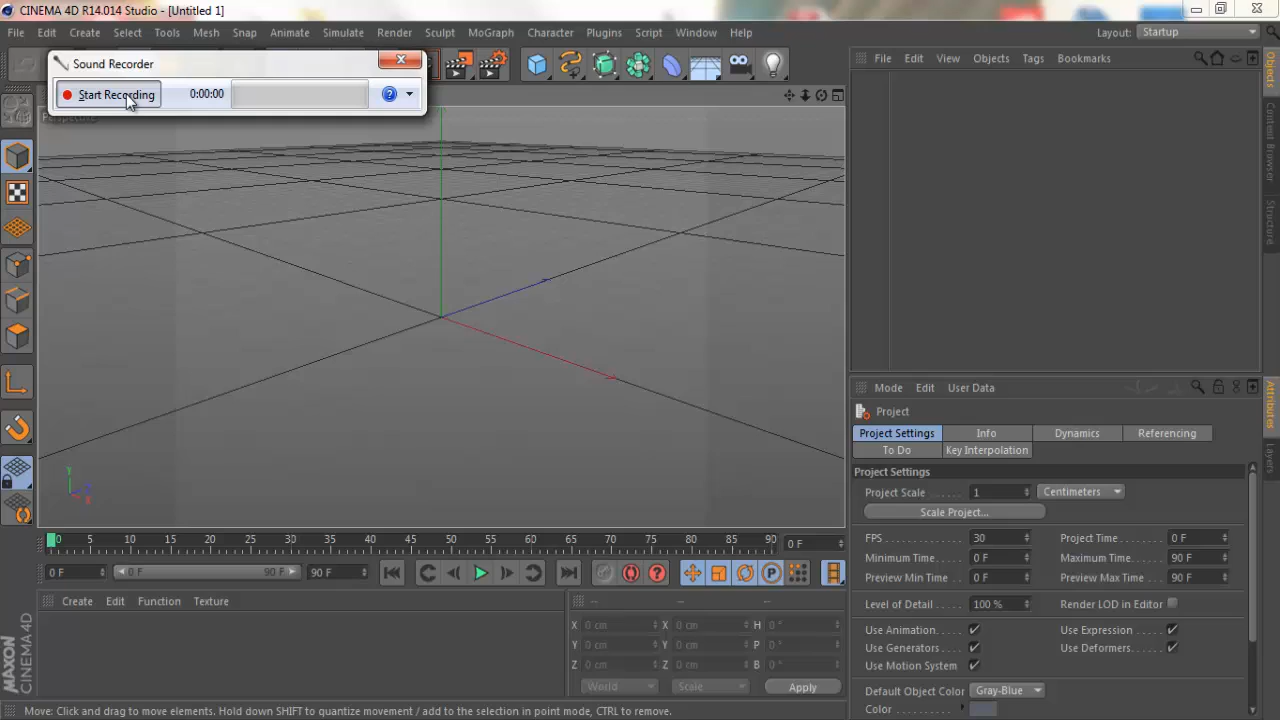 CINEMA 4D R14.014 Studio - [Untitled 1]
File Edit Create Select Tools Mesh Snap Animate Simulate Render Sculpt MoGraph Character Plugins Script Window Help Layout: Startup
Sound Recorder
Start Recording 0:00:00
File Edit View Objects Tags Bookmarks
Perspective
Objects
Content Browser
Structure
Mode Edit User Data
Project
Project Settings Info Dynamics Referencing
To Do Key Interpolation
Project Settings
Project Scale 1 Centimeters
Scale Project...
FPS 30 Project Time 0 F
Minimum Time 0 F Maximum Time 90 F
Preview Min Time 0 F Preview Max Time 90 F
Level of Detail 100 % Render LOD in Editor
Use Animation Use Expression
Use Generators Use Deformers
Use Motion System
Default Object Color Gray-Blue
Color
Attributes
Layers
Y
Z
X
0 5 10 15 20 25 30 35 40 45 50 55 60 65 70 75 80 85 90 0 F
0 F 0 F 90 F 90 F
Create Edit Function Texture
-- -- --
X 0 cm X 0 cm H 0 °
Y 0 cm Y 0 cm P 0 °
Z 0 cm Z 0 cm B 0 °
World Scale Apply
MAXON
CINEMA 4D
Move: Click and drag to move elements. Hold down SHIFT to quantize movement / add to the selection in point mode, CTRL to remove.